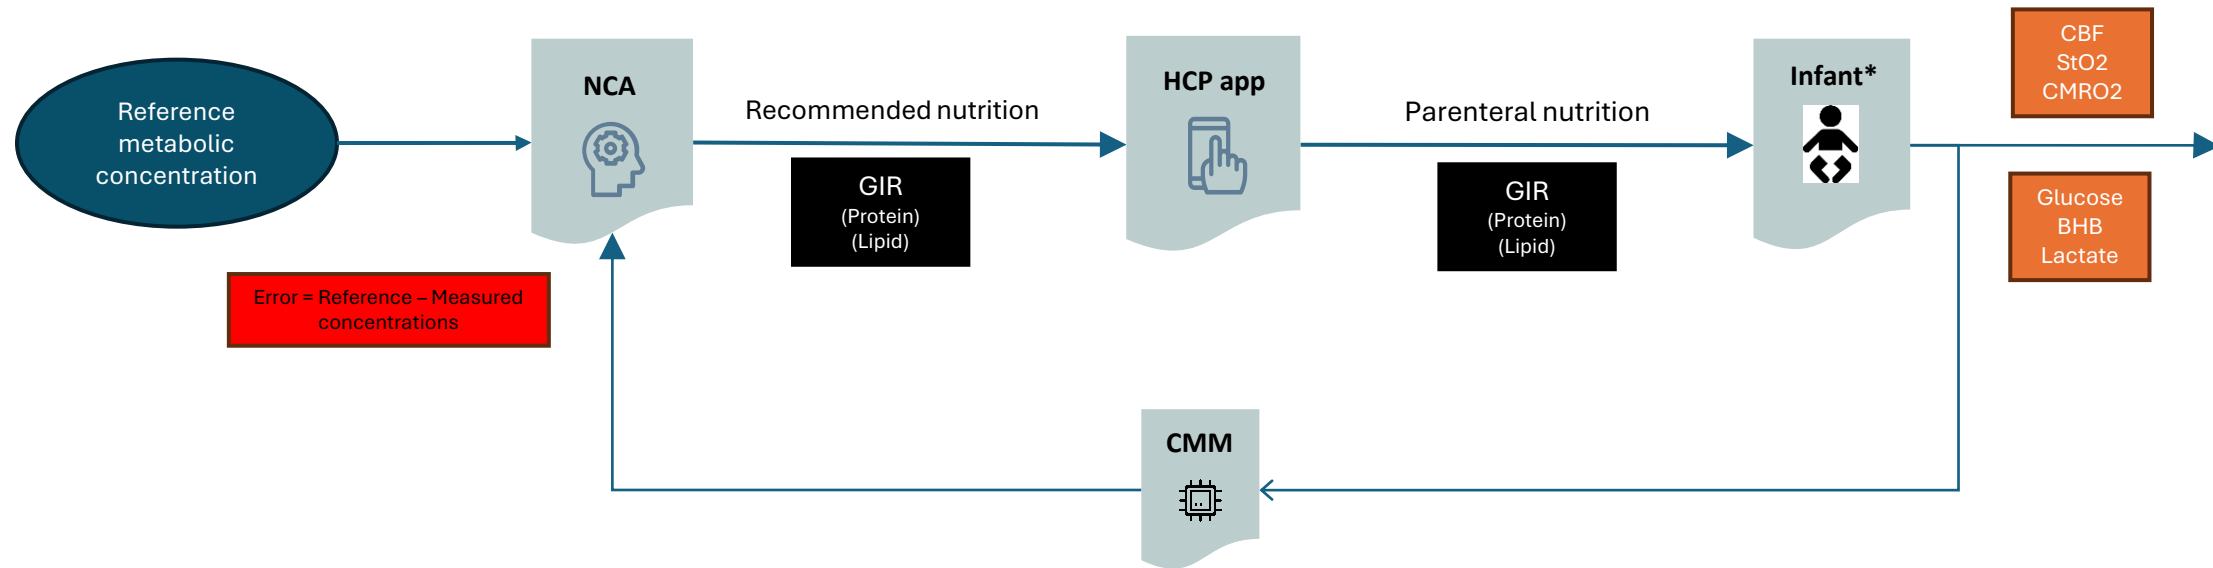 Reference
metabolic
concentration
NCA
Recommended nutrition
GIR
(Protein)
(Lipid)
HCP app
Parenteral nutrition
GIR
(Protein)
(Lipid)
Infant*
CBF
StO2
CMRO2
Glucose
BHB
Lactate
Error = Reference – Measured
concentrations
CMM